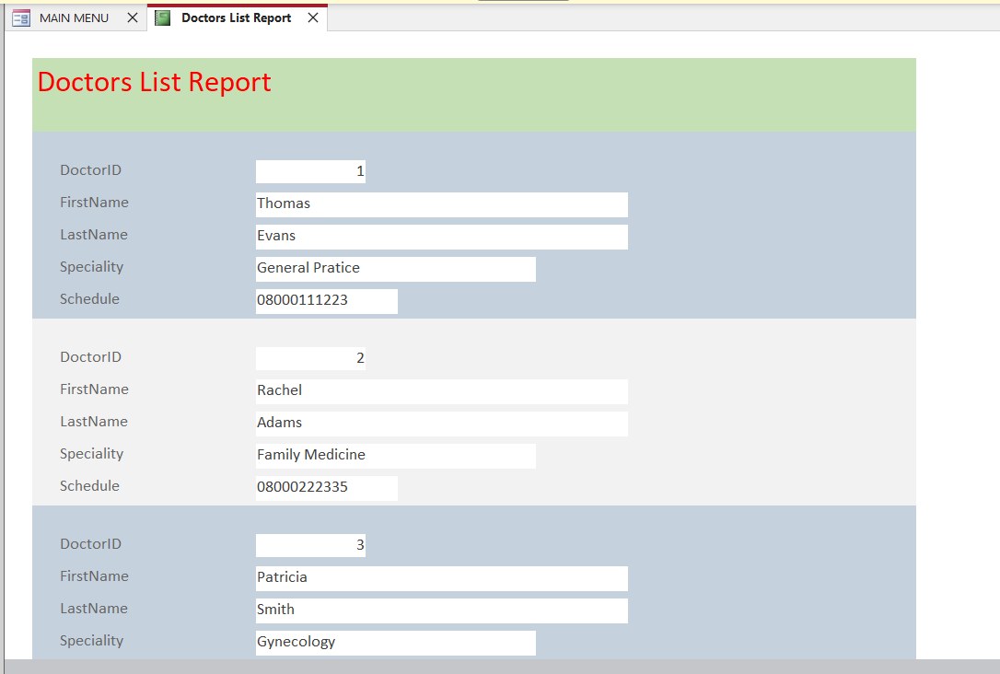 MAIN MENU Doctors List Report
Doctors List Report
DoctorID 1
FirstName Thomas
LastName Evans
Speciality General Pratice
Schedule 08000111223
DoctorID 2
FirstName Rachel
LastName Adams
Speciality Family Medicine
Schedule 08000222335
DoctorID 3
FirstName Patricia
LastName Smith
Speciality Gynecology